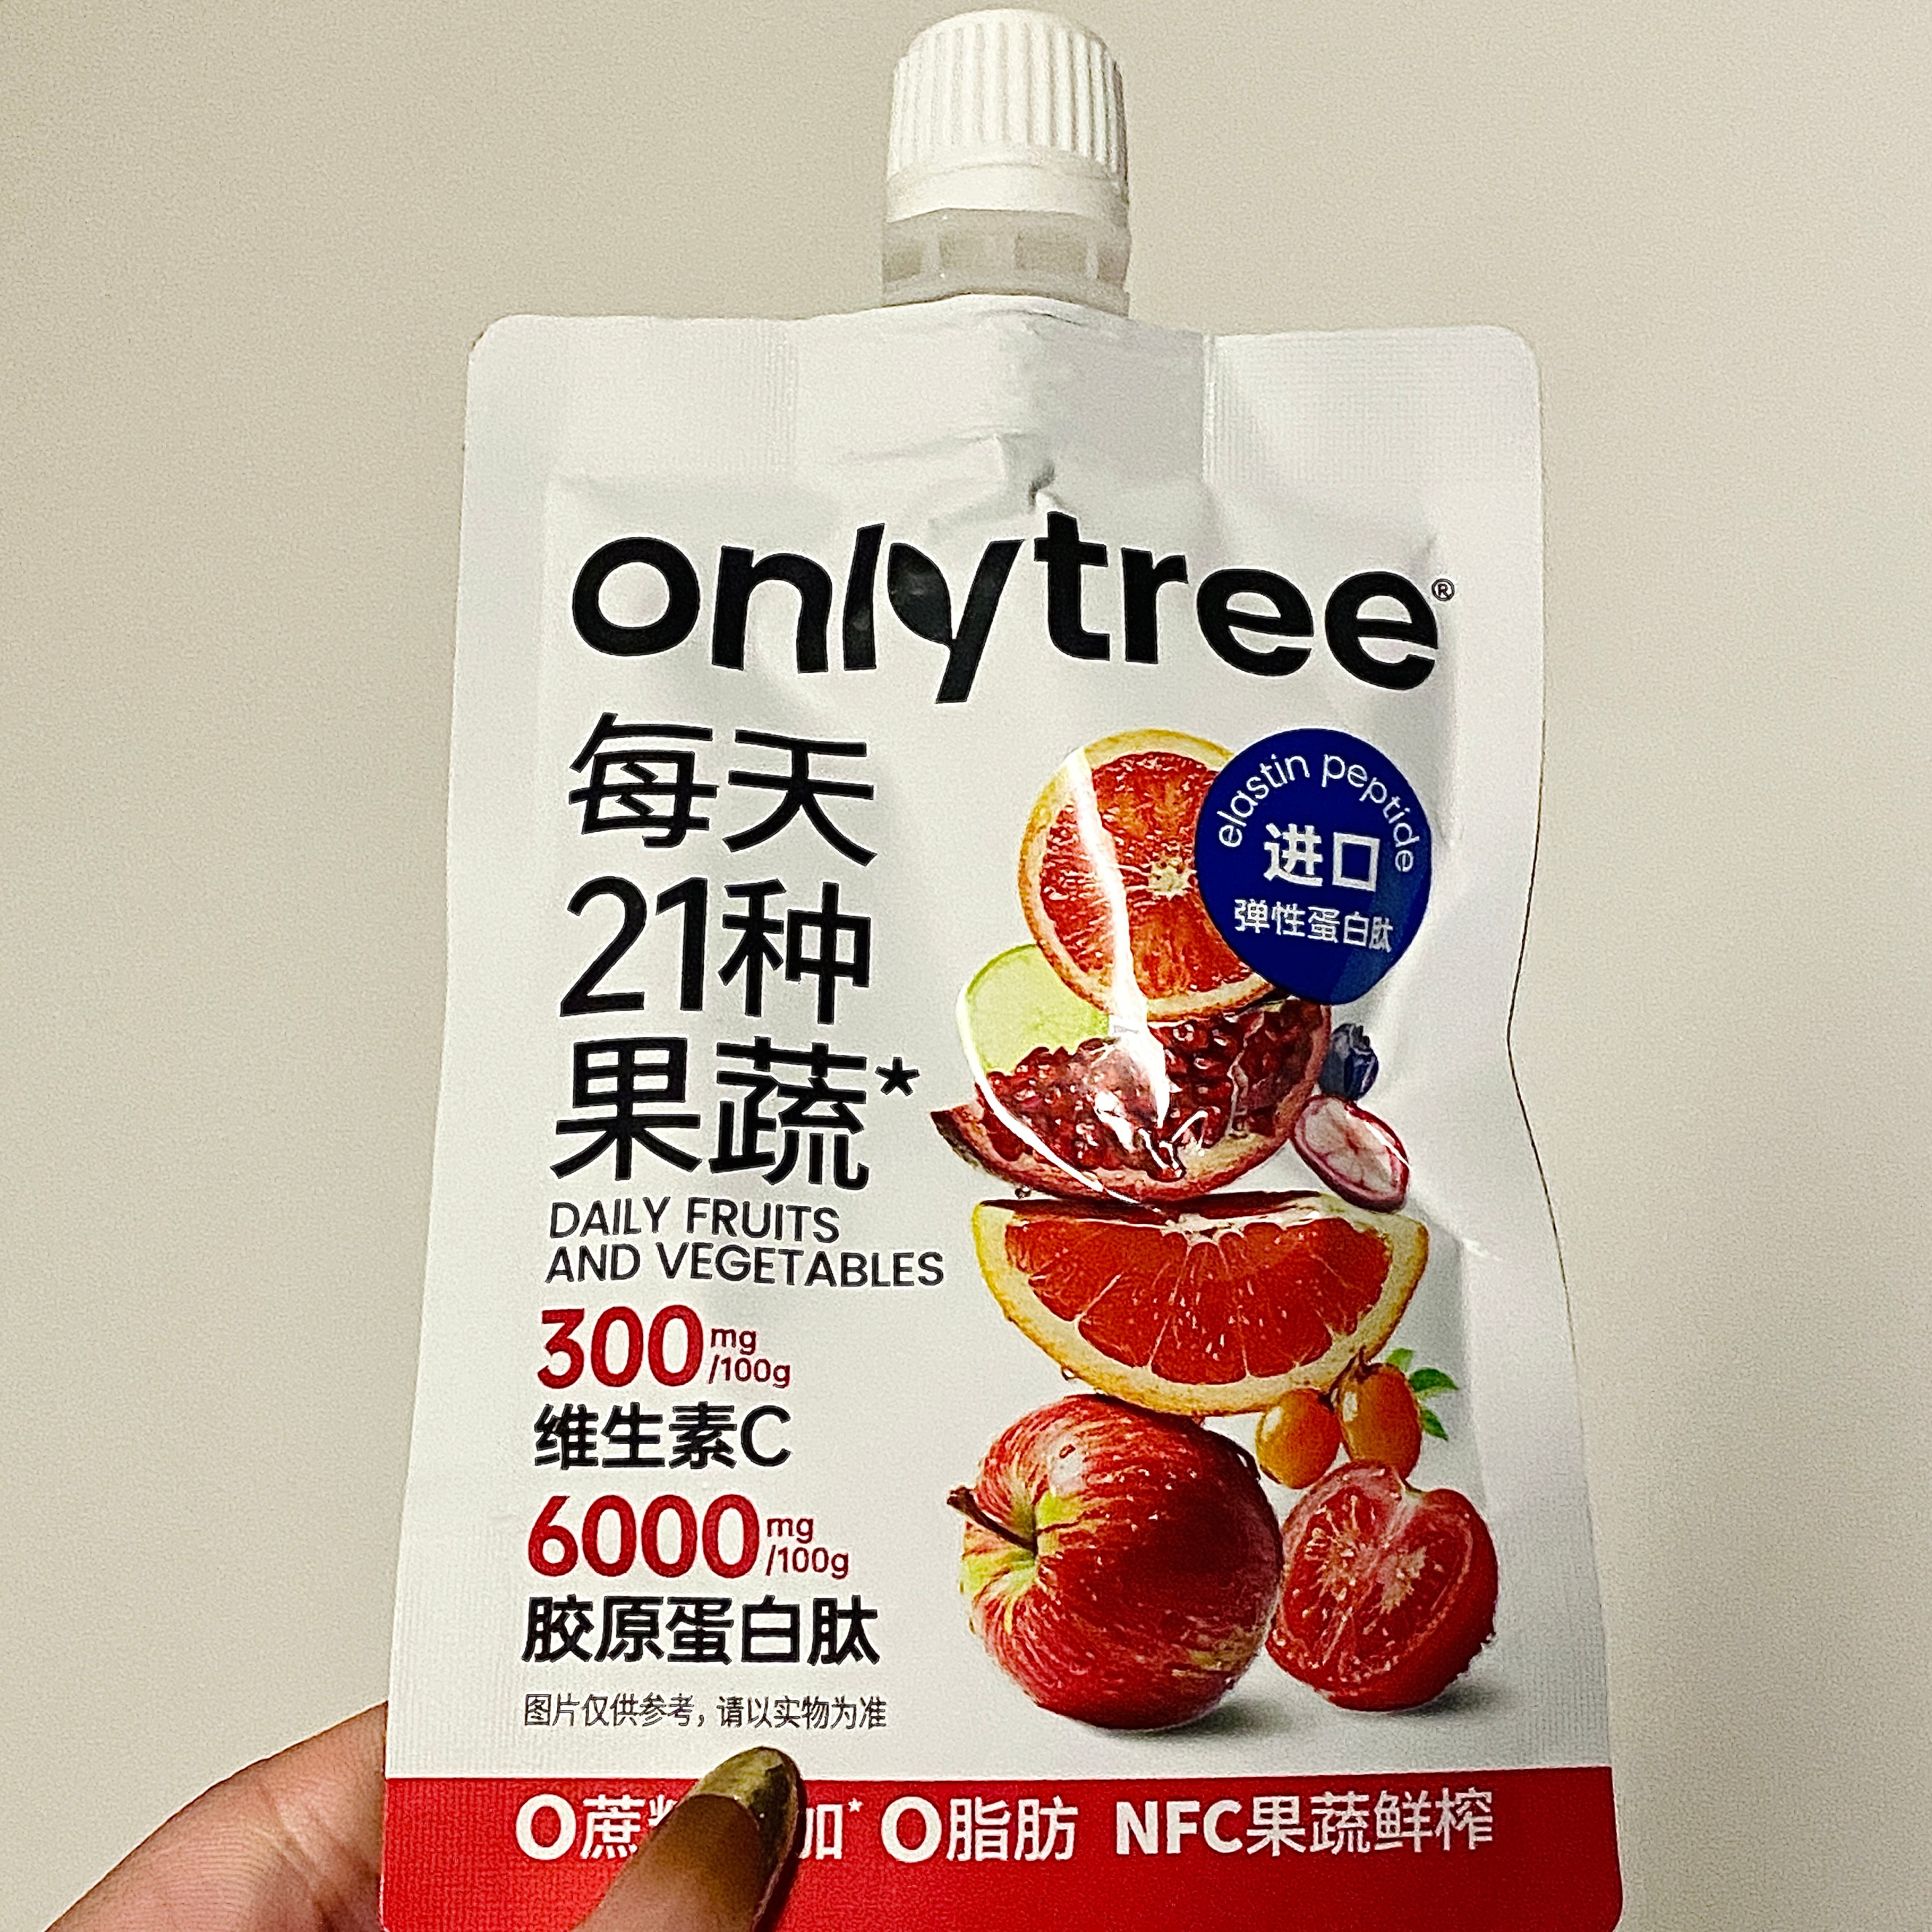 onlytree®
每天
21种
果蔬*
DAILY FRUITS
AND VEGETABLES
elastin peptide
进口
弹性蛋白肽
300mg/100g
维生素C
6000mg/100g
胶原蛋白肽
图片仅供参考，请以实物为准
0蔗 加* 0脂肪 NFC果蔬鲜榨